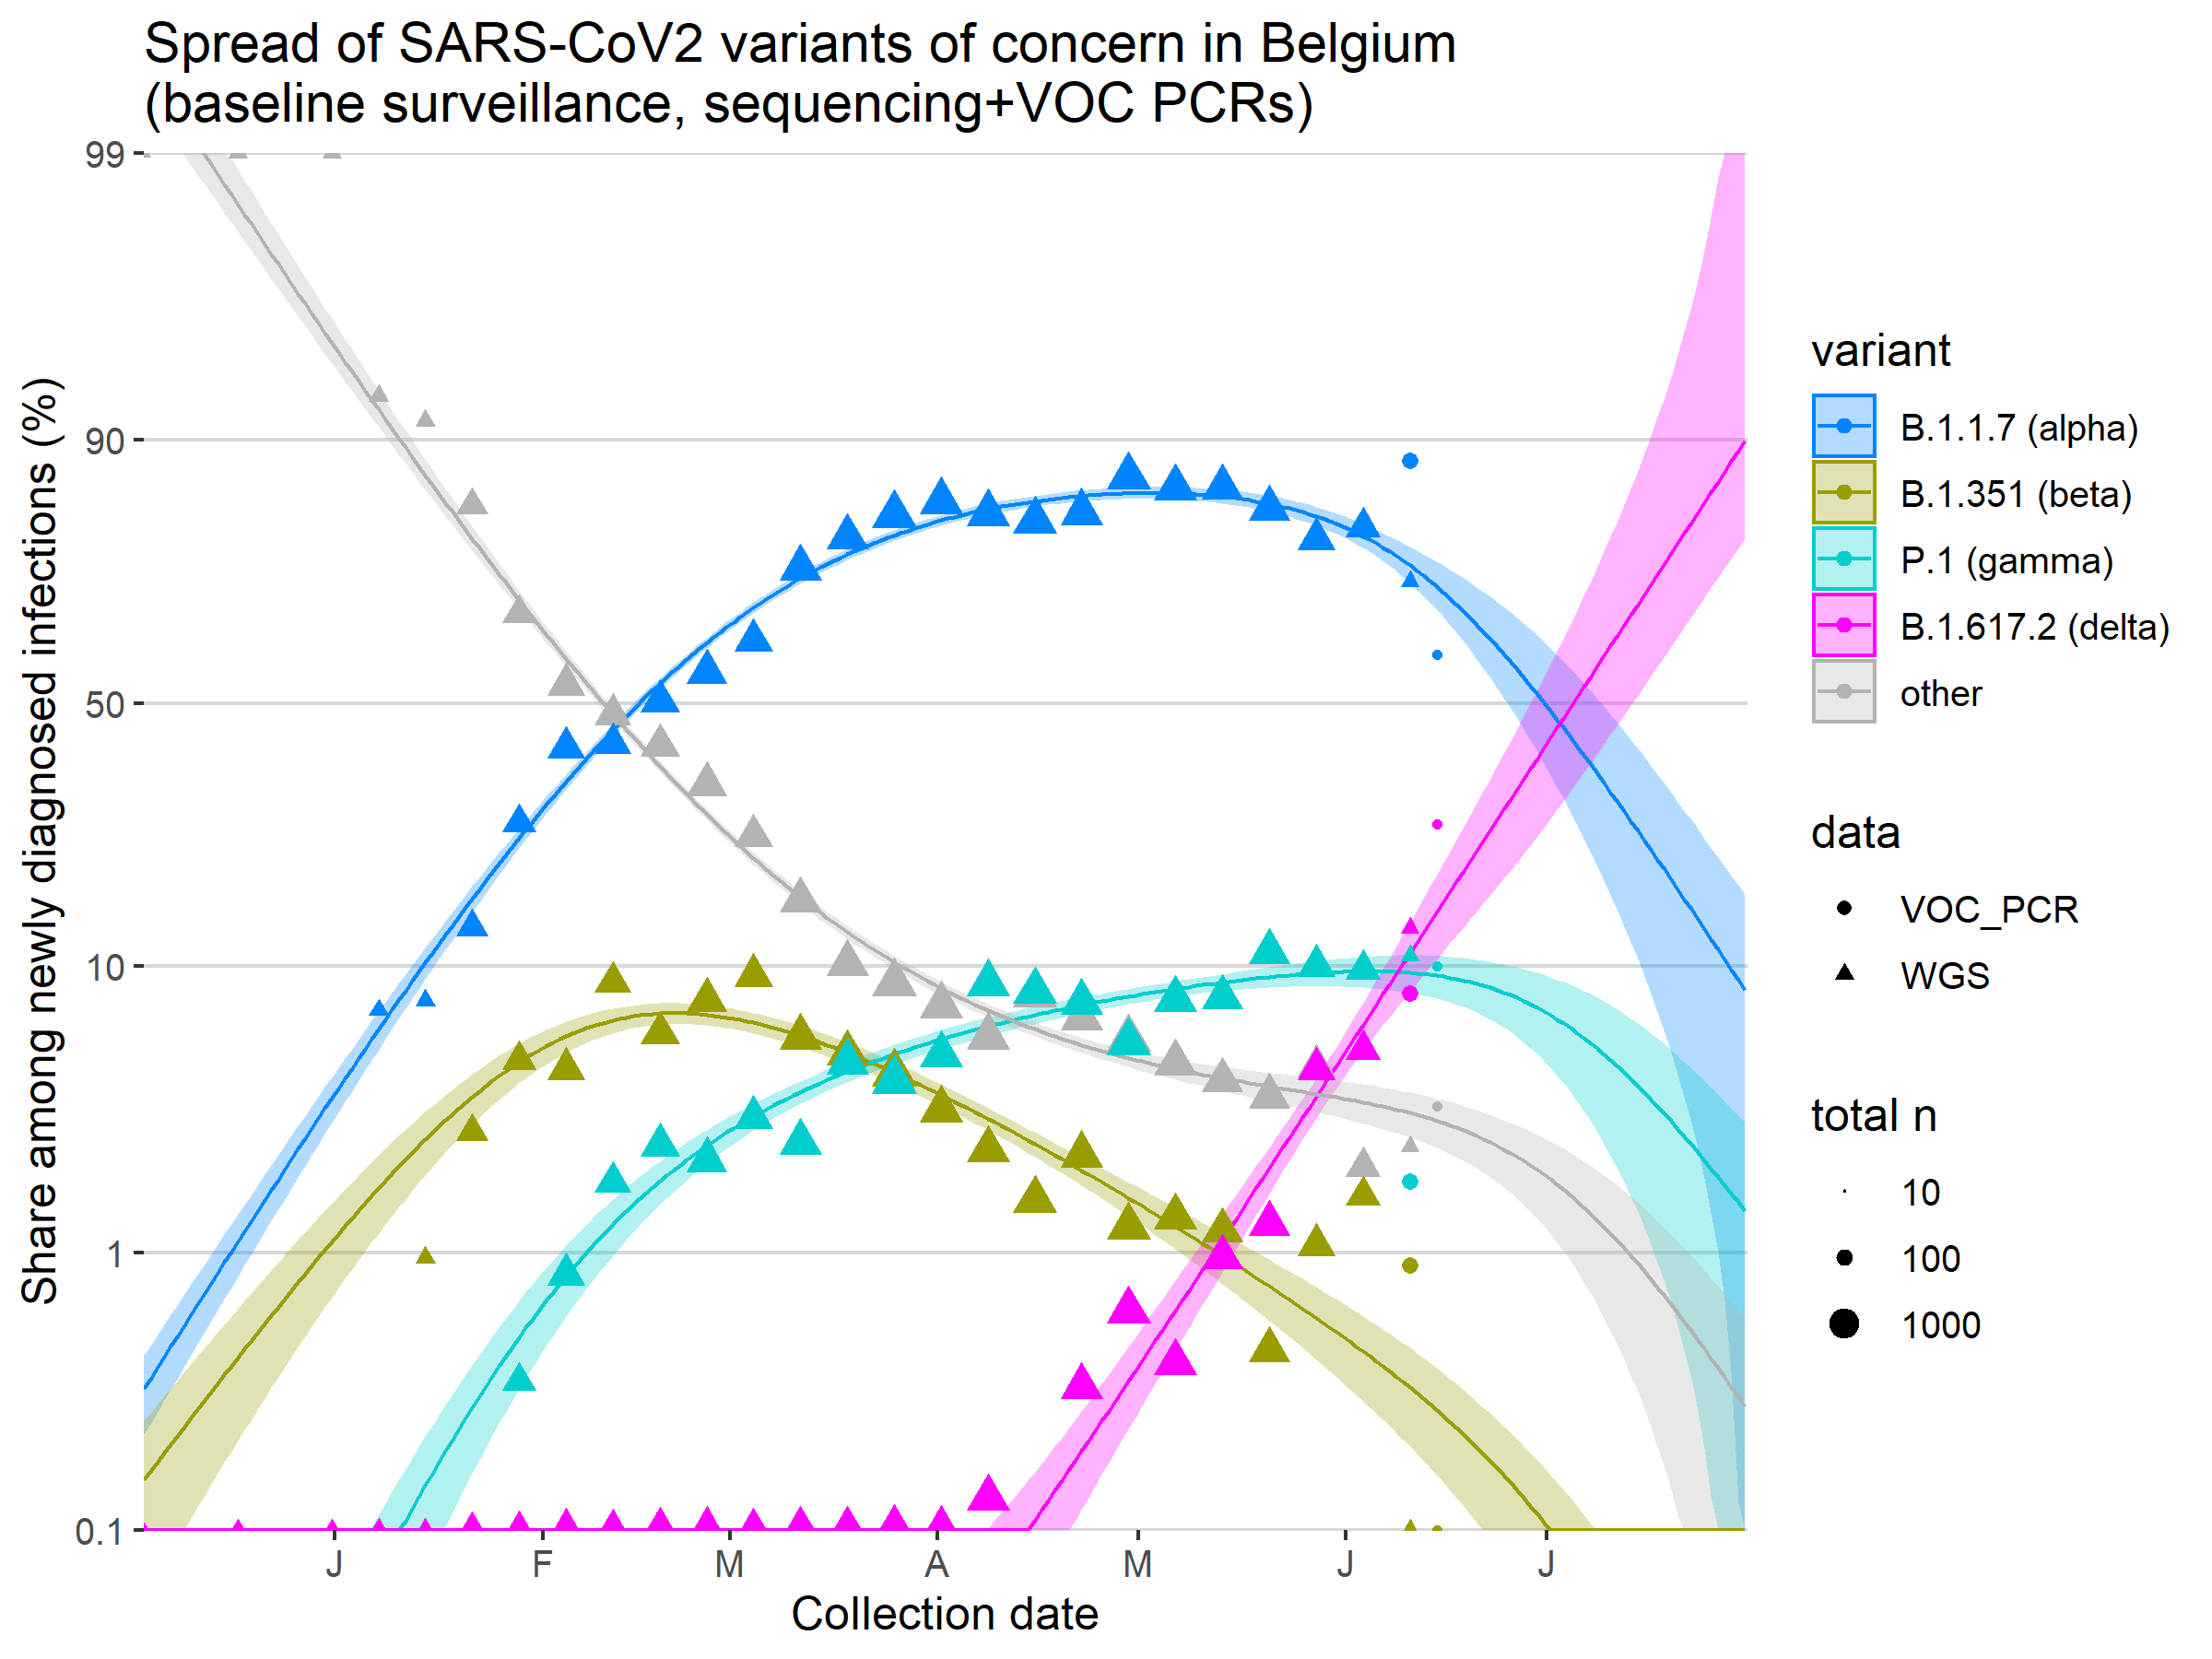 Spread of SARS-CoV2 variants of concern in Belgium
(baseline surveillance, sequencing+VOC PCRs)
Share among newly diagnosed infections (%)
99
90
50
10
1
0.1
J F M A M J J
Collection date
variant
B.1.1.7 (alpha)
B.1.351 (beta)
P.1 (gamma)
B.1.617.2 (delta)
other
data
VOC_PCR
WGS
total n
10
100
1000